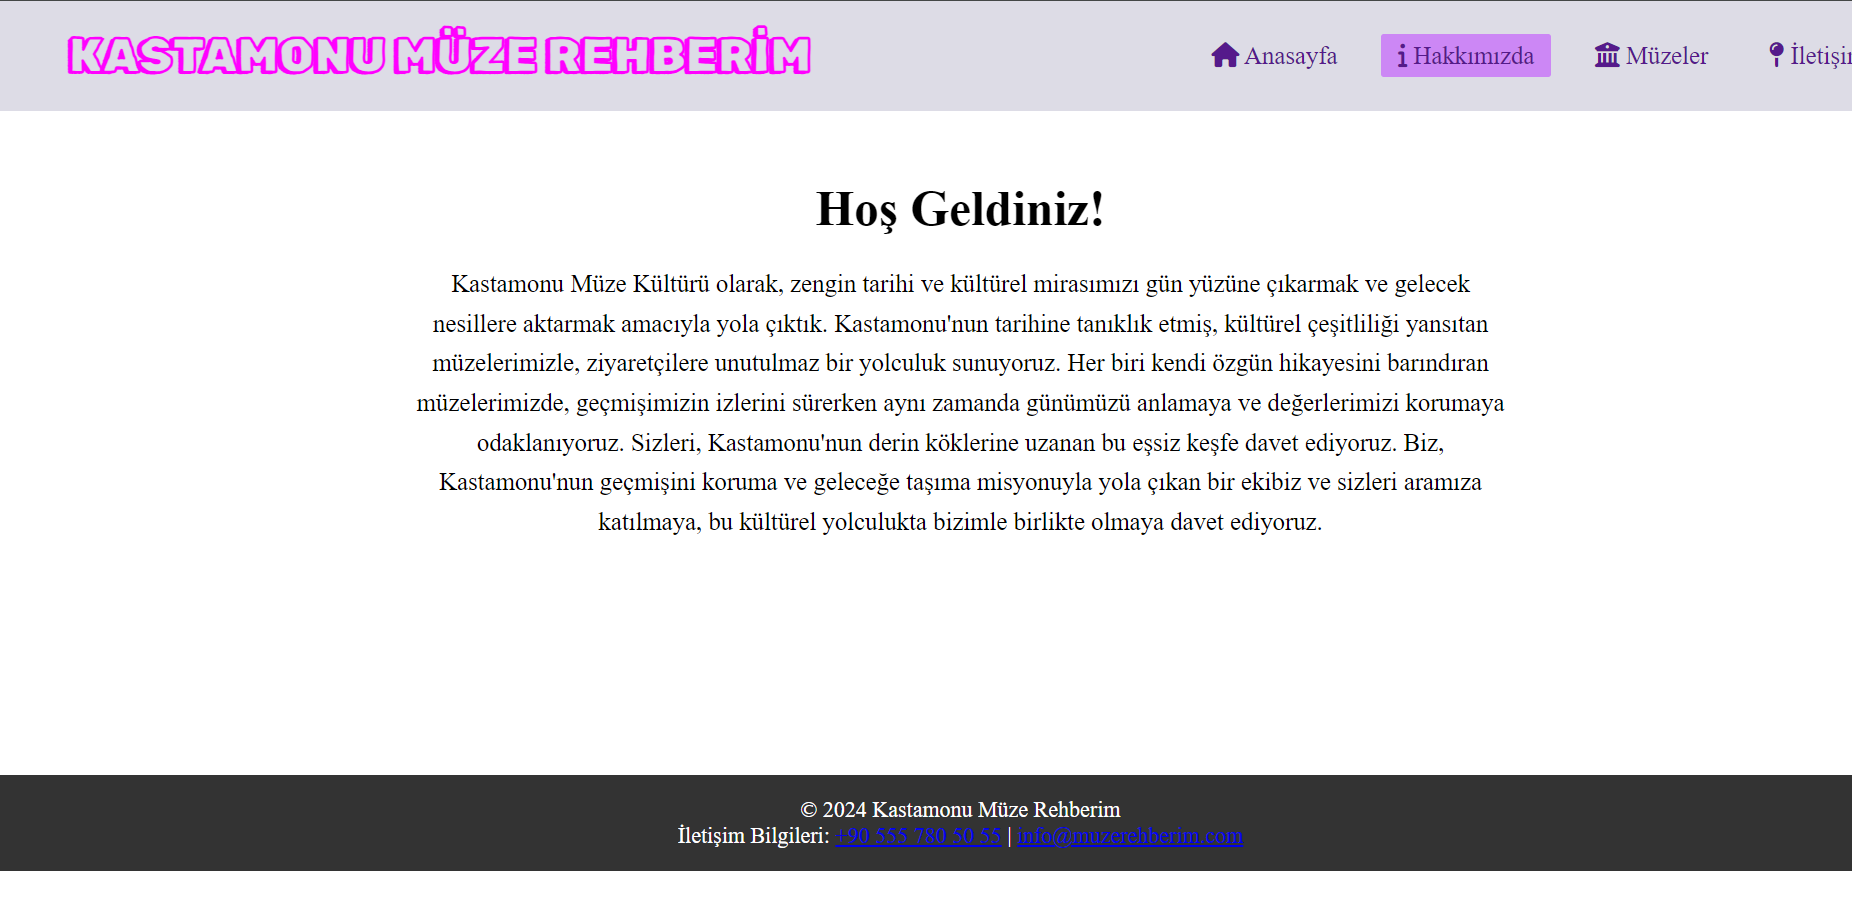 KASTAMONU MÜZE REHBERİM
Anasayfa Hakkımızda Müzeler
Hoş Geldiniz!
Kastamonu Müze Kültürü olarak, zengin tarihi ve kültürel mirasımızı gün yüzüne çıkarmak ve gelecek
nesillere aktarmak amacıyla yola çıktık. Kastamonu'nun tarihine tanıklık etmiş, kültürel çeşitliliği yansıtan
müzelerimizle, ziyaretçilere unutulmaz bir yolculuk sunuyoruz. Her biri kendi özgün hikayesini barındıran
müzelerimizde, geçmişimizin izlerini sürerken aynı zamanda günümüzü anlamaya ve değerlerimizi korumaya
odaklanıyoruz. Sizleri, Kastamonu'nun derin köklerine uzanan bu eşsiz keşfe davet ediyoruz. Biz,
Kastamonu'nun geçmişini koruma ve geleceğe taşıma misyonuyla yola çıkan bir ekibiz ve sizleri aramıza
katılmaya, bu kültürel yolculukta bizimle birlikte olmaya davet ediyoruz.
© 2024 Kastamonu Müze Rehberim
İletişim Bilgileri: +90 555 780 50 55 | info@muzerehberim.com